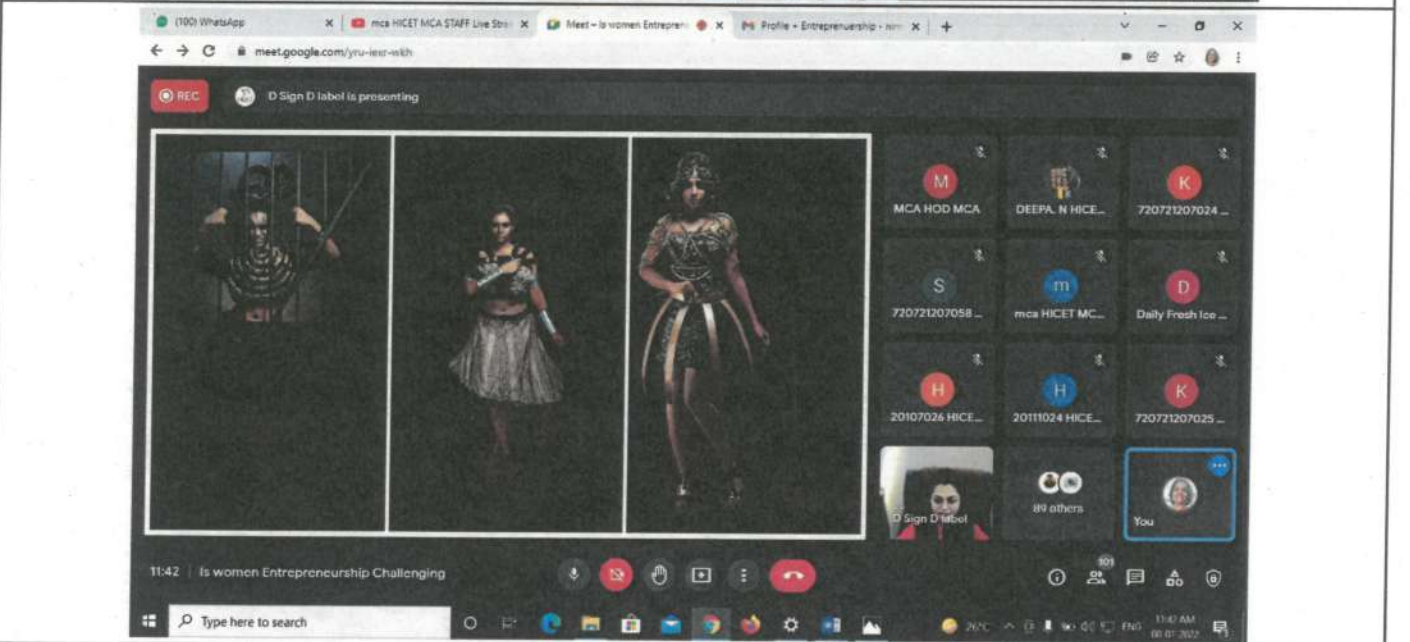 (100) WhatsApp
mca HICET MCA STAFF Live Stre
Meet – Is women Entrepren
Profile + Entreprenuership -
meet.google.com/yru-ieer-wkh
REC
D Sign D label is presenting
M
MCA HOD MCA
DEEPA. N HICE...
K
720721207024 ...
S
720721207058 ...
m
mca HICET MC...
D
Daily Fresh Ice ...
H
20107026 HICE...
H
20111024 HICE...
K
720721207025 ...
D Sign D label
89 others
You
11:42 | Is women Entrepreneurship Challenging
101
Type here to search
26°C
ENG
11:42 AM